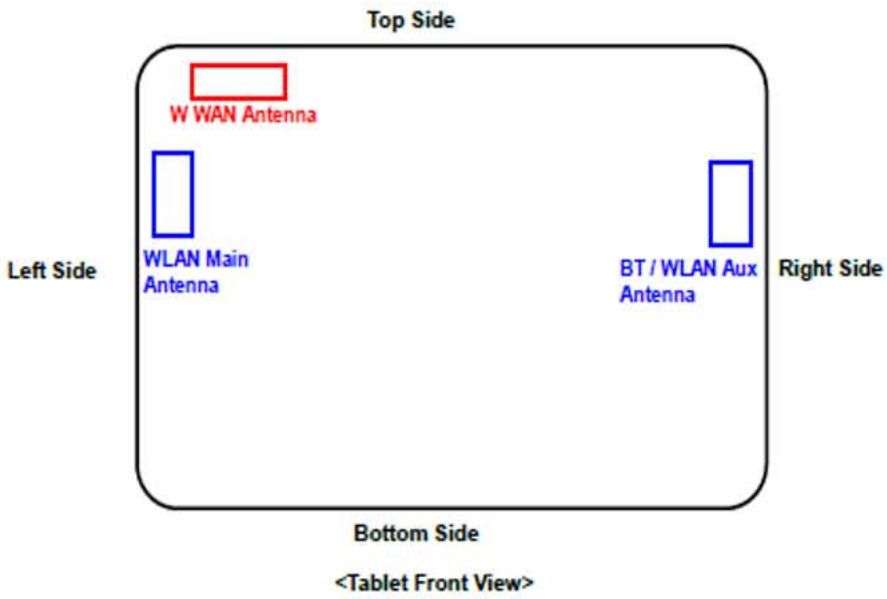 Top Side
W WAN Antenna
WLAN Main
Antenna
Left Side
BT / WLAN Aux
Antenna
Right Side
Bottom Side
<Tablet Front View>